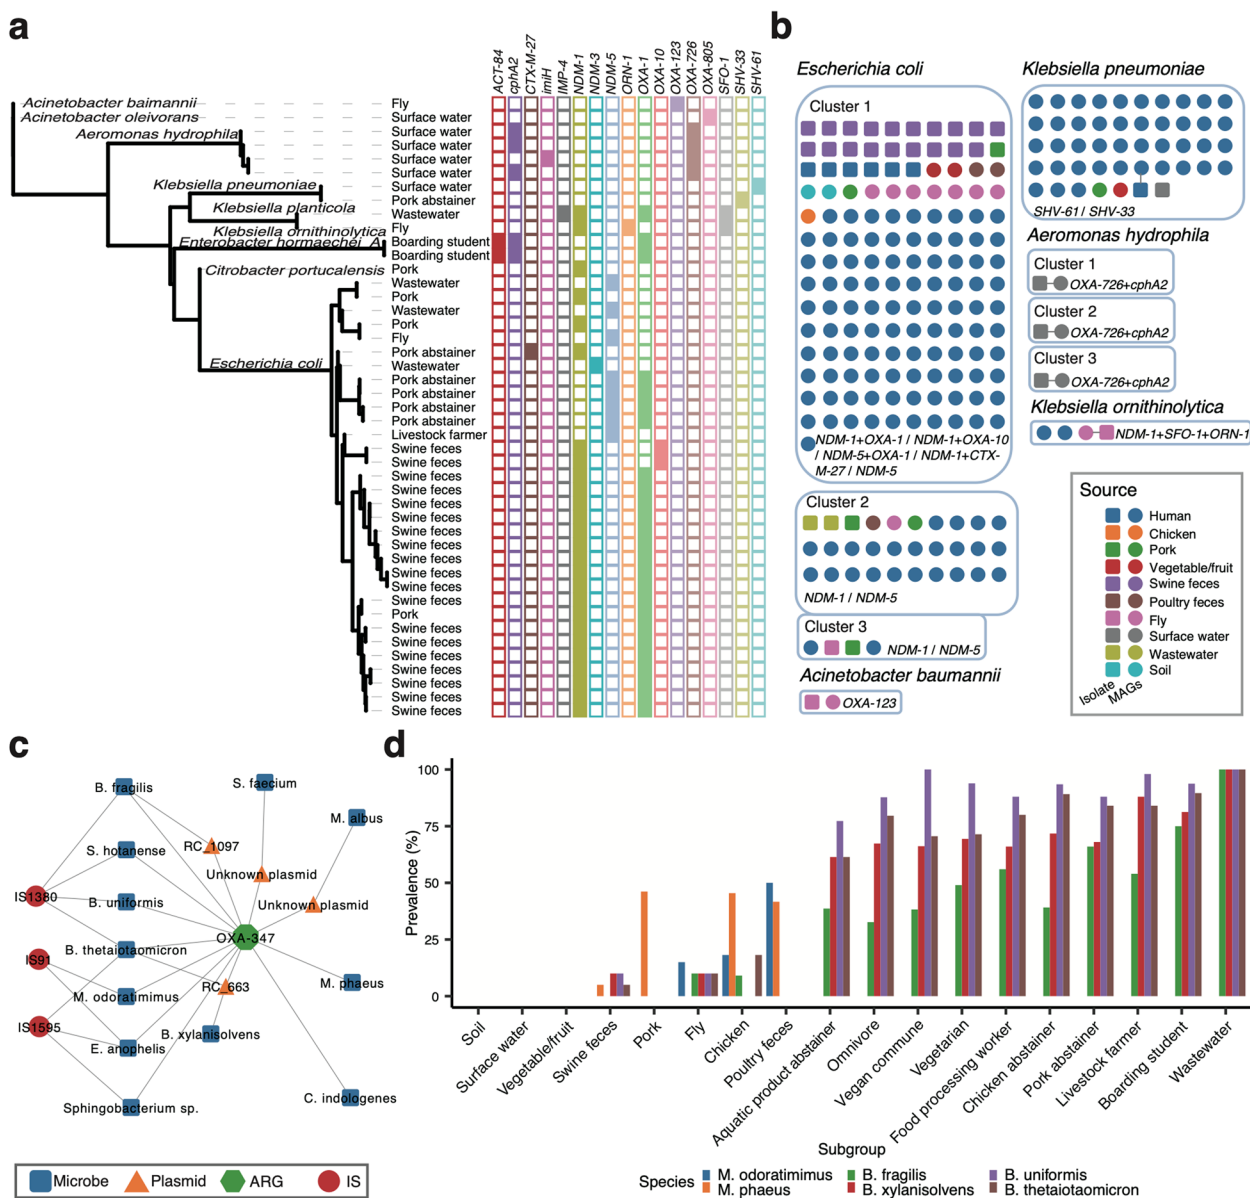 a
ACT-84
cphA2
CTX-M-27
imiH
IMP-4
NDM-1
NDM-3
NDM-5
ORN-1
OXA-1
OXA-10
OXA-123
OXA-726
OXA-805
SFO-1
SHV-33
SHV-61
Acinetobacter baimannii
Acinetobacter oleivorans
Aeromonas hydrophila
Klebsiella pneumoniae
Klebsiella planticola
Klebsiella ornithinolytica
Enterobacter hormaechei_A
Citrobacter portucalensis
Escherichia coli
Fly
Surface water
Surface water
Surface water
Surface water
Surface water
Surface water
Pork abstainer
Wastewater
Fly
Boarding student
Boarding student
Pork
Wastewater
Pork
Wastewater
Pork
Fly
Pork abstainer
Wastewater
Pork abstainer
Pork abstainer
Pork abstainer
Livestock farmer
Swine feces
Swine feces
Swine feces
Swine feces
Swine feces
Swine feces
Swine feces
Swine feces
Swine feces
Swine feces
Swine feces
Swine feces
Pork
Swine feces
Swine feces
Swine feces
Swine feces
Swine feces
Swine feces
Swine feces
b
Escherichia coli
Cluster 1
NDM-1+OXA-1 / NDM-1+OXA-10
/ NDM-5+OXA-1 / NDM-1+CTX-
M-27 / NDM-5
Cluster 2
NDM-1 / NDM-5
Cluster 3
NDM-1 / NDM-5
Acinetobacter baumannii
OXA-123
Klebsiella pneumoniae
SHV-61 / SHV-33
Aeromonas hydrophila
Cluster 1
OXA-726+cphA2
Cluster 2
OXA-726+cphA2
Cluster 3
OXA-726+cphA2
Klebsiella ornithinolytica
NDM-1+SFO-1+ORN-1
Source
Human
Chicken
Pork
Vegetable/fruit
Swine feces
Poultry feces
Fly
Surface water
Wastewater
Soil
Isolate
MAGs
c
B. fragilis
S. faecium
M. albus
S. hotanense
RC_1097
Unknown plasmid
IS1380
B. uniformis
Unknown plasmid
OXA-347
B. thetaiotaomicron
IS91
M. odoratimimus
RC_663
M. phaeus
IS1595
B. xylanisolvens
E. anophelis
Sphingobacterium sp.
C. indologenes
Microbe
Plasmid
ARG
IS
d
Prevalence (%)
100
75
50
25
0
Soil
Surface water
Vegetable/fruit
Swine feces
Pork
Fly
Chicken
Poultry feces
Aquatic product abstainer
Omnivore
Vegan commune
Vegetarian
Food processing worker
Chicken abstainer
Pork abstainer
Livestock farmer
Boarding student
Wastewater
Subgroup
Species
M. odoratimimus
M. phaeus
B. fragilis
B. xylanisolvens
B. uniformis
B. thetaiotaomicron